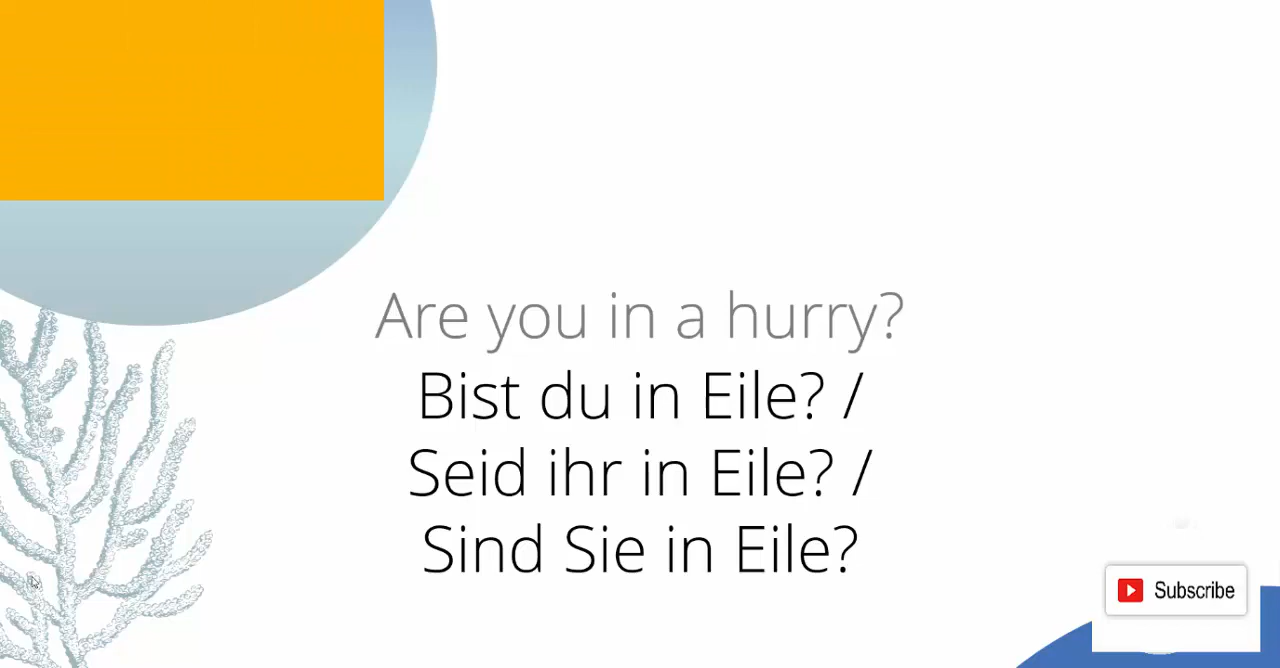 Are you in a hurry?
Bist du in Eile? /
Seid ihr in Eile? /
Sind Sie in Eile?
Subscribe